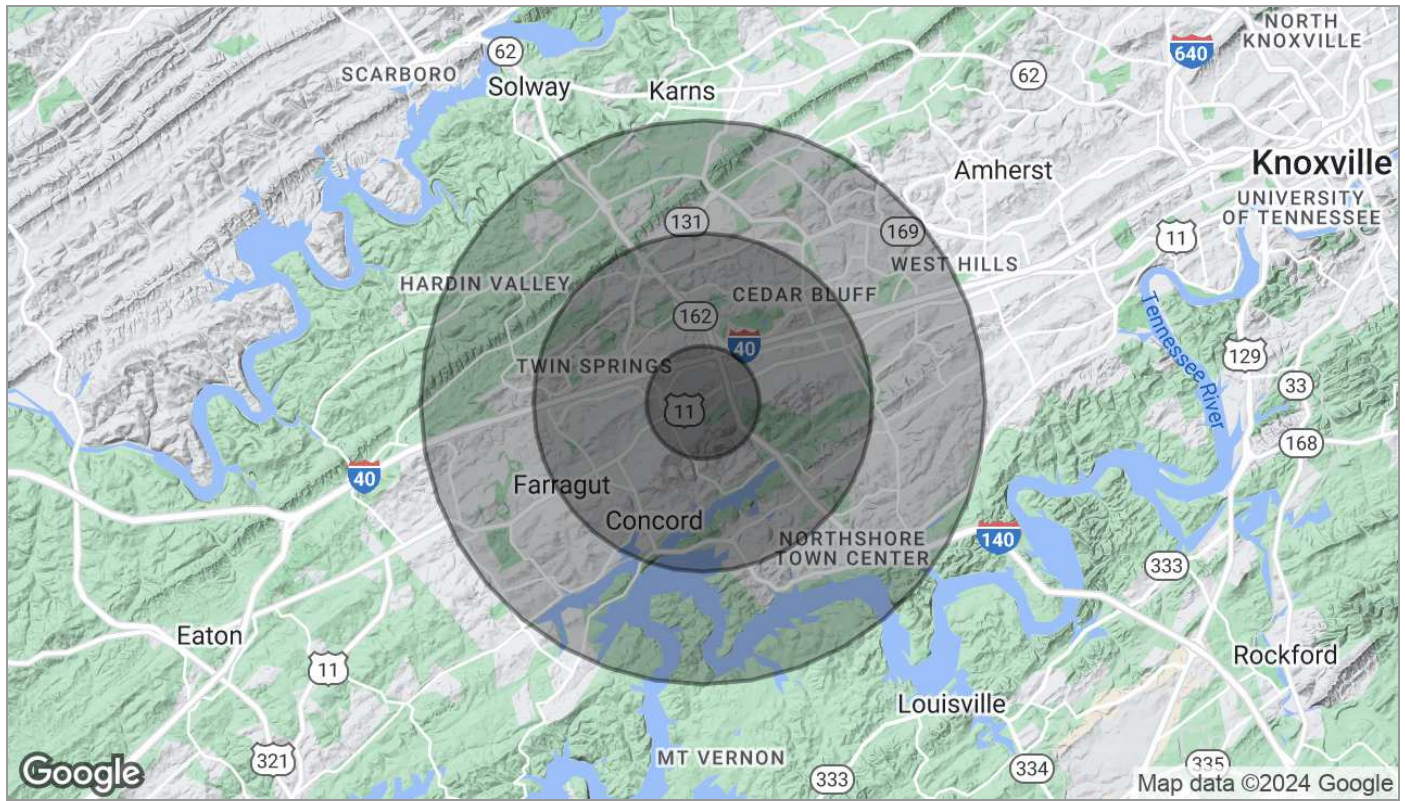 NORTH
KNOXVILLE
640
62
SCARBORO
Solway
Karns
62
Amherst
Knoxville
UNIVERSITY
OF TENNESSEE
131
169
11
WEST HILLS
HARDIN VALLEY
CEDAR BLUFF
162
40
Tennessee River
129
TWIN SPRINGS
33
11
168
40
Farragut
Concord
NORTHSHORE
TOWN CENTER
140
333
Eaton
11
Rockford
Louisville
321
MT VERNON
333
334
335
Google
Map data ©2024 Google